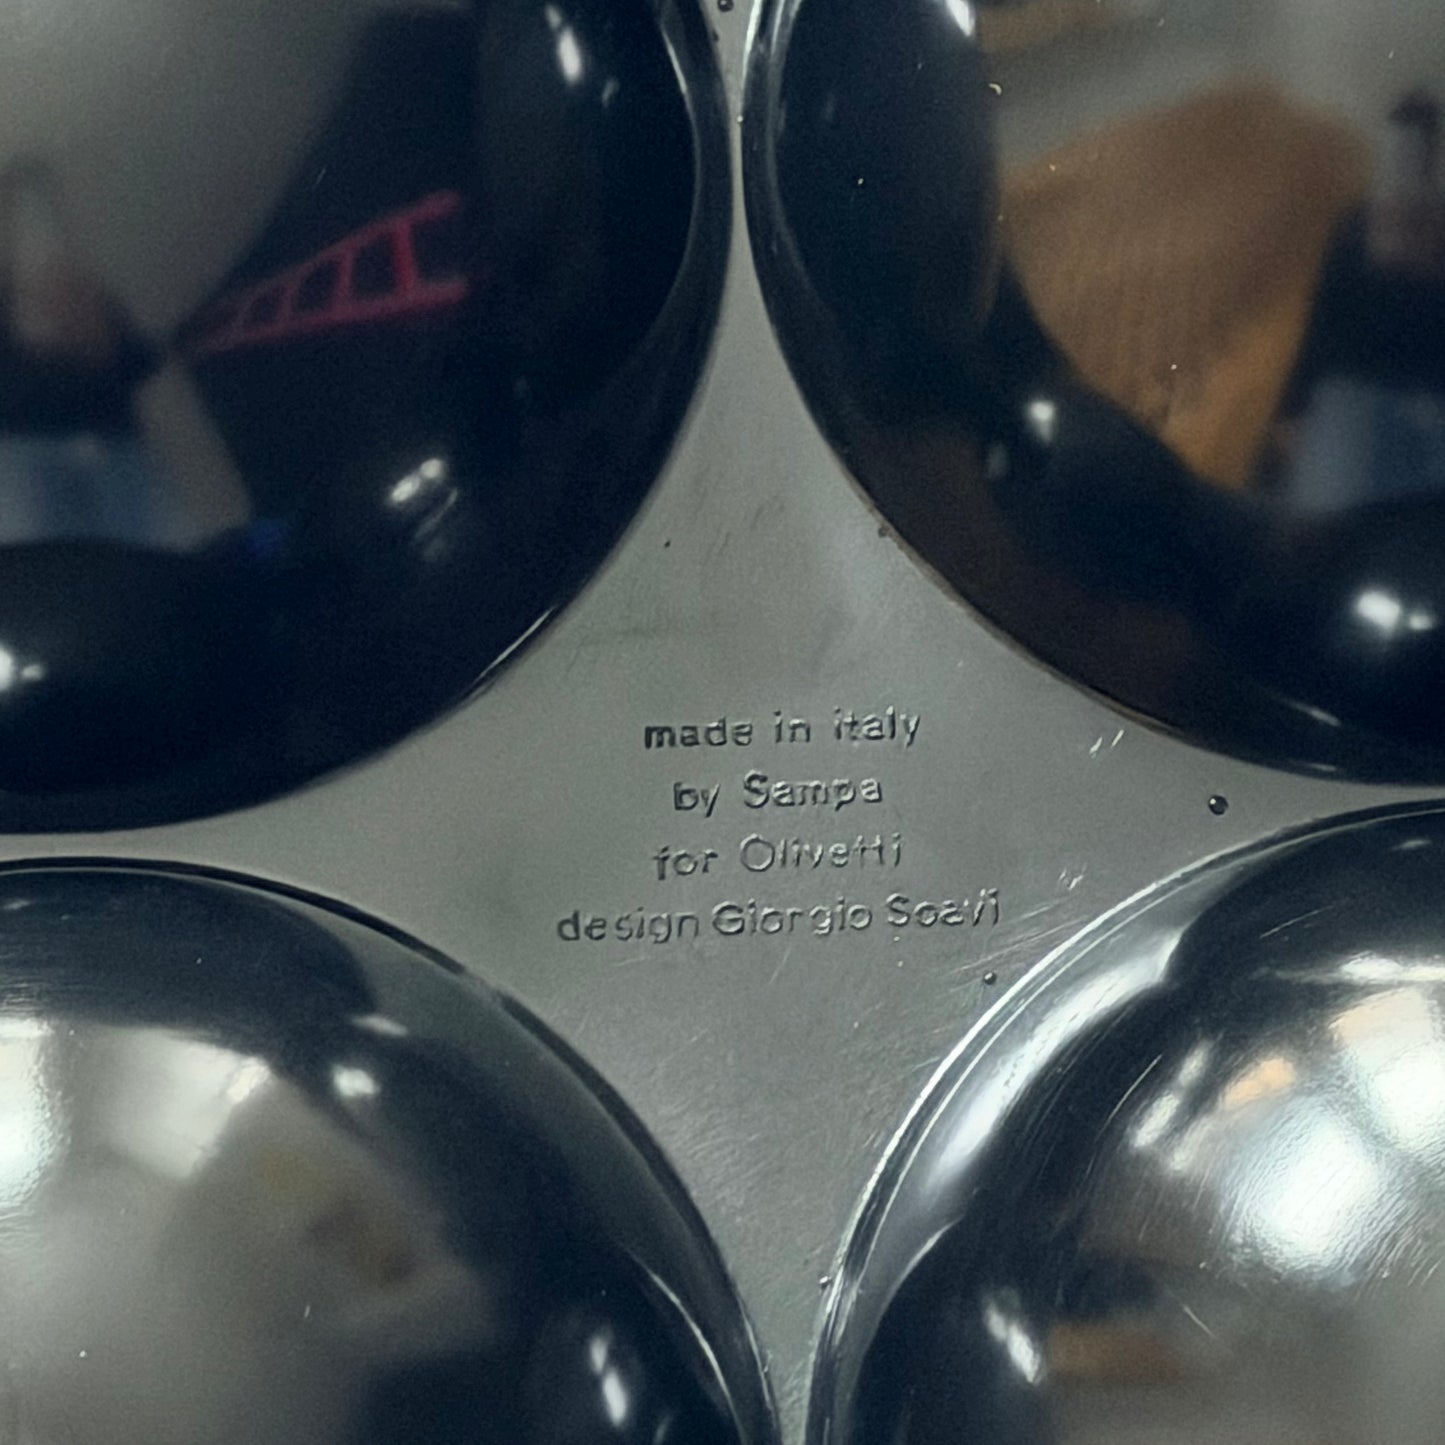 made in italy
by Sampa
for Olivetti
design Giorgio Soavi